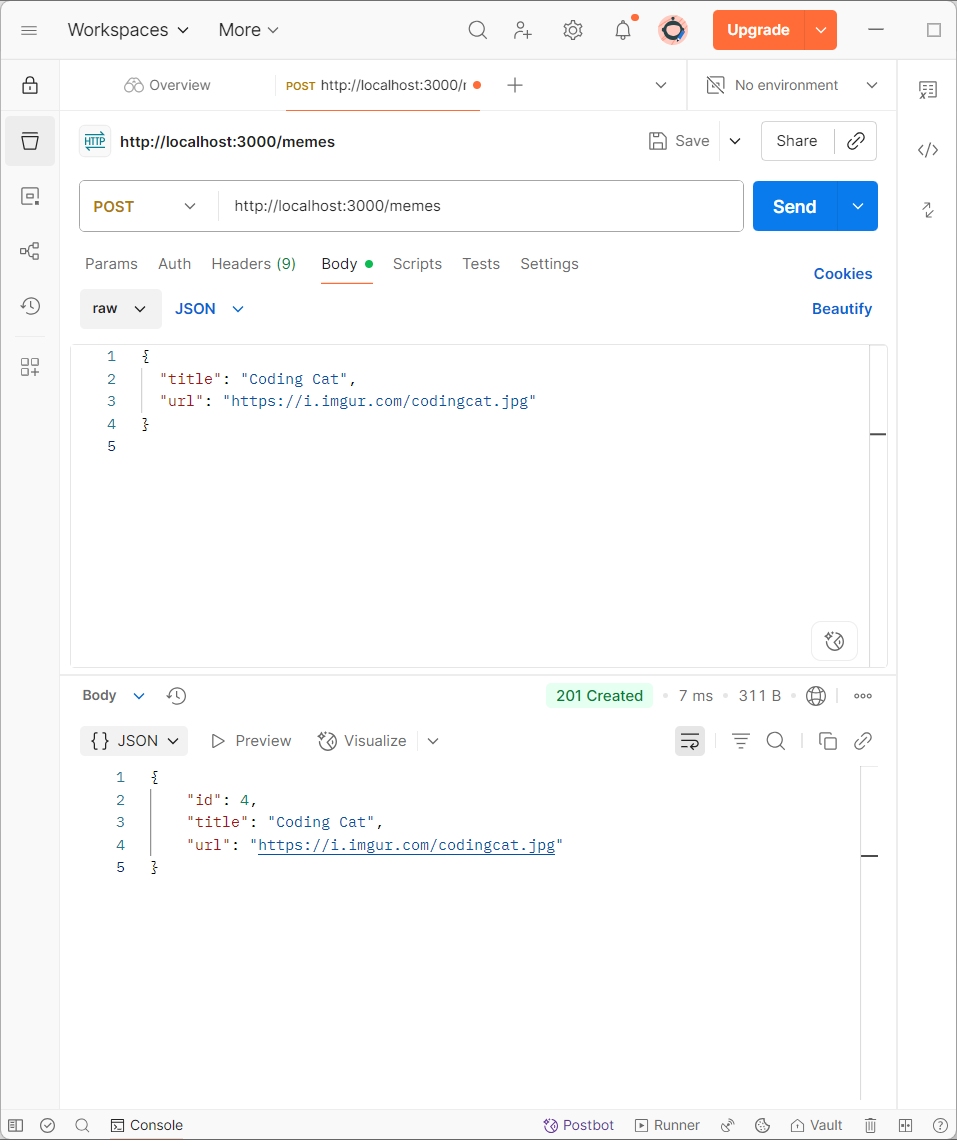 Workspaces More Upgrade
Overview POST http://localhost:3000/r No environment
HTTP http://localhost:3000/memes Save Share
POST http://localhost:3000/memes Send
Params Auth Headers (9) Body Scripts Tests Settings
Cookies
raw JSON Beautify
1 {
2 "title": "Coding Cat",
3 "url": "https://i.imgur.com/codingcat.jpg"
4 }
5
Body 201 Created 7 ms 311 B
{} JSON Preview Visualize
1 {
2 "id": 4,
3 "title": "Coding Cat",
4 "url": "https://i.imgur.com/codingcat.jpg"
5 }
Console Postbot Runner Vault